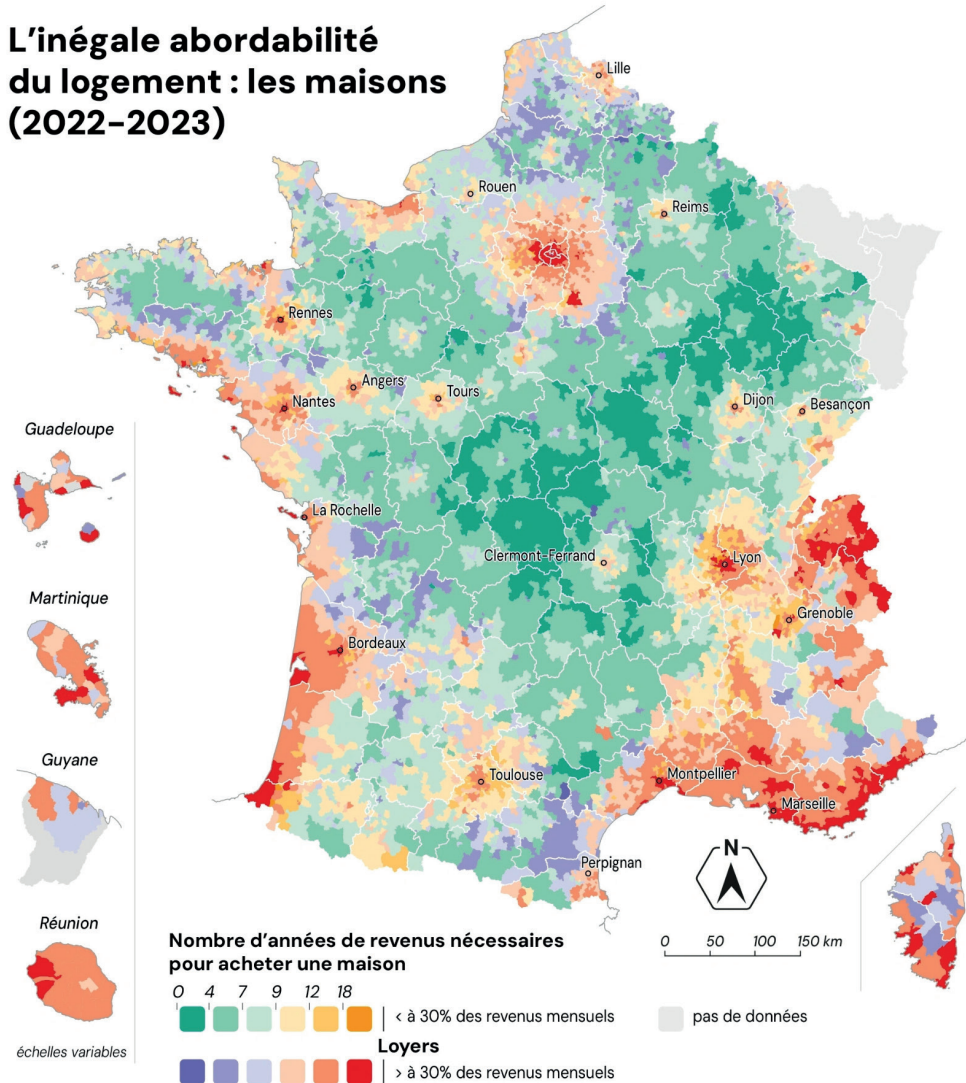 L’inégale abordabilité
du logement : les maisons
(2022-2023)
Lille
Rouen
Reims
Rennes
Angers
Tours
Nantes
Dijon
Besançon
Guadeloupe
La Rochelle
Clermont-Ferrand
Lyon
Martinique
Grenoble
Bordeaux
Guyane
Toulouse
Montpellier
Marseille
Perpignan
N
Réunion
échelles variables
Nombre d’années de revenus nécessaires
pour acheter une maison
0 4 7 9 12 18
< à 30% des revenus mensuels
Loyers
> à 30% des revenus mensuels
0 50 100 150 km
pas de données